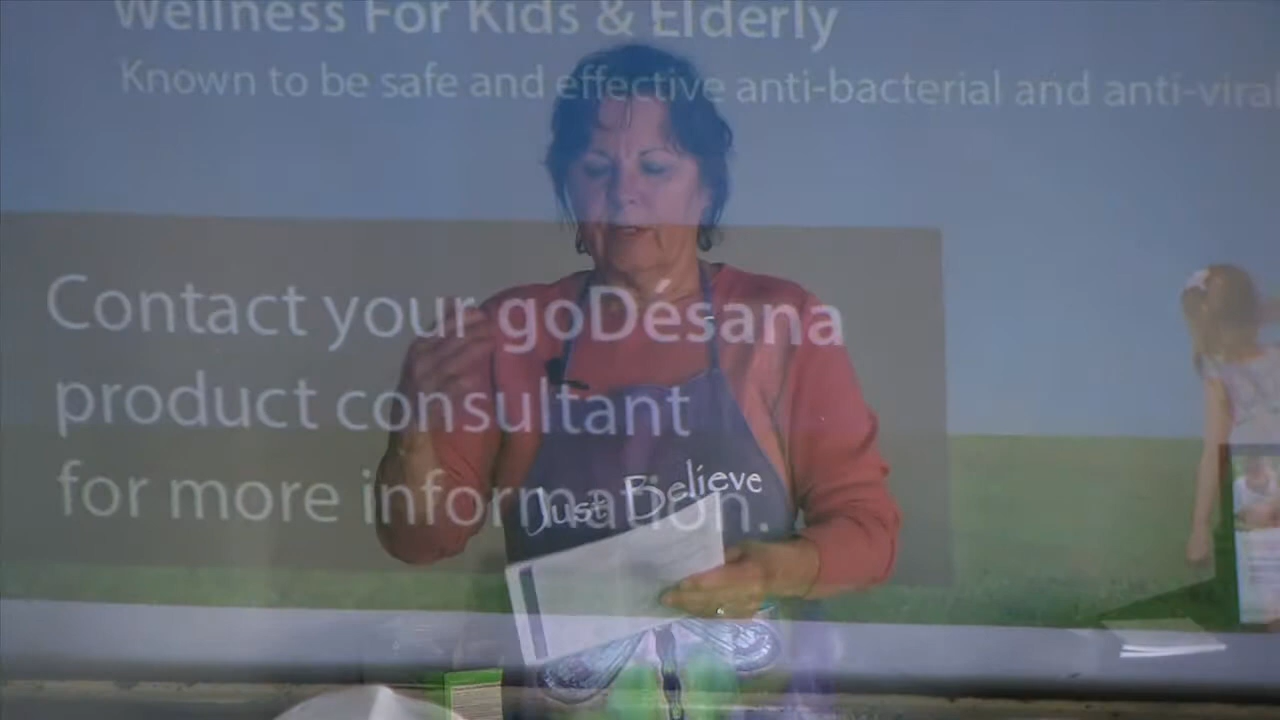 Wellness For Kids & Elderly
Known to be safe and effective anti-bacterial and anti-viral
Contact your goDésana
product consultant
for more information.
Just Believe